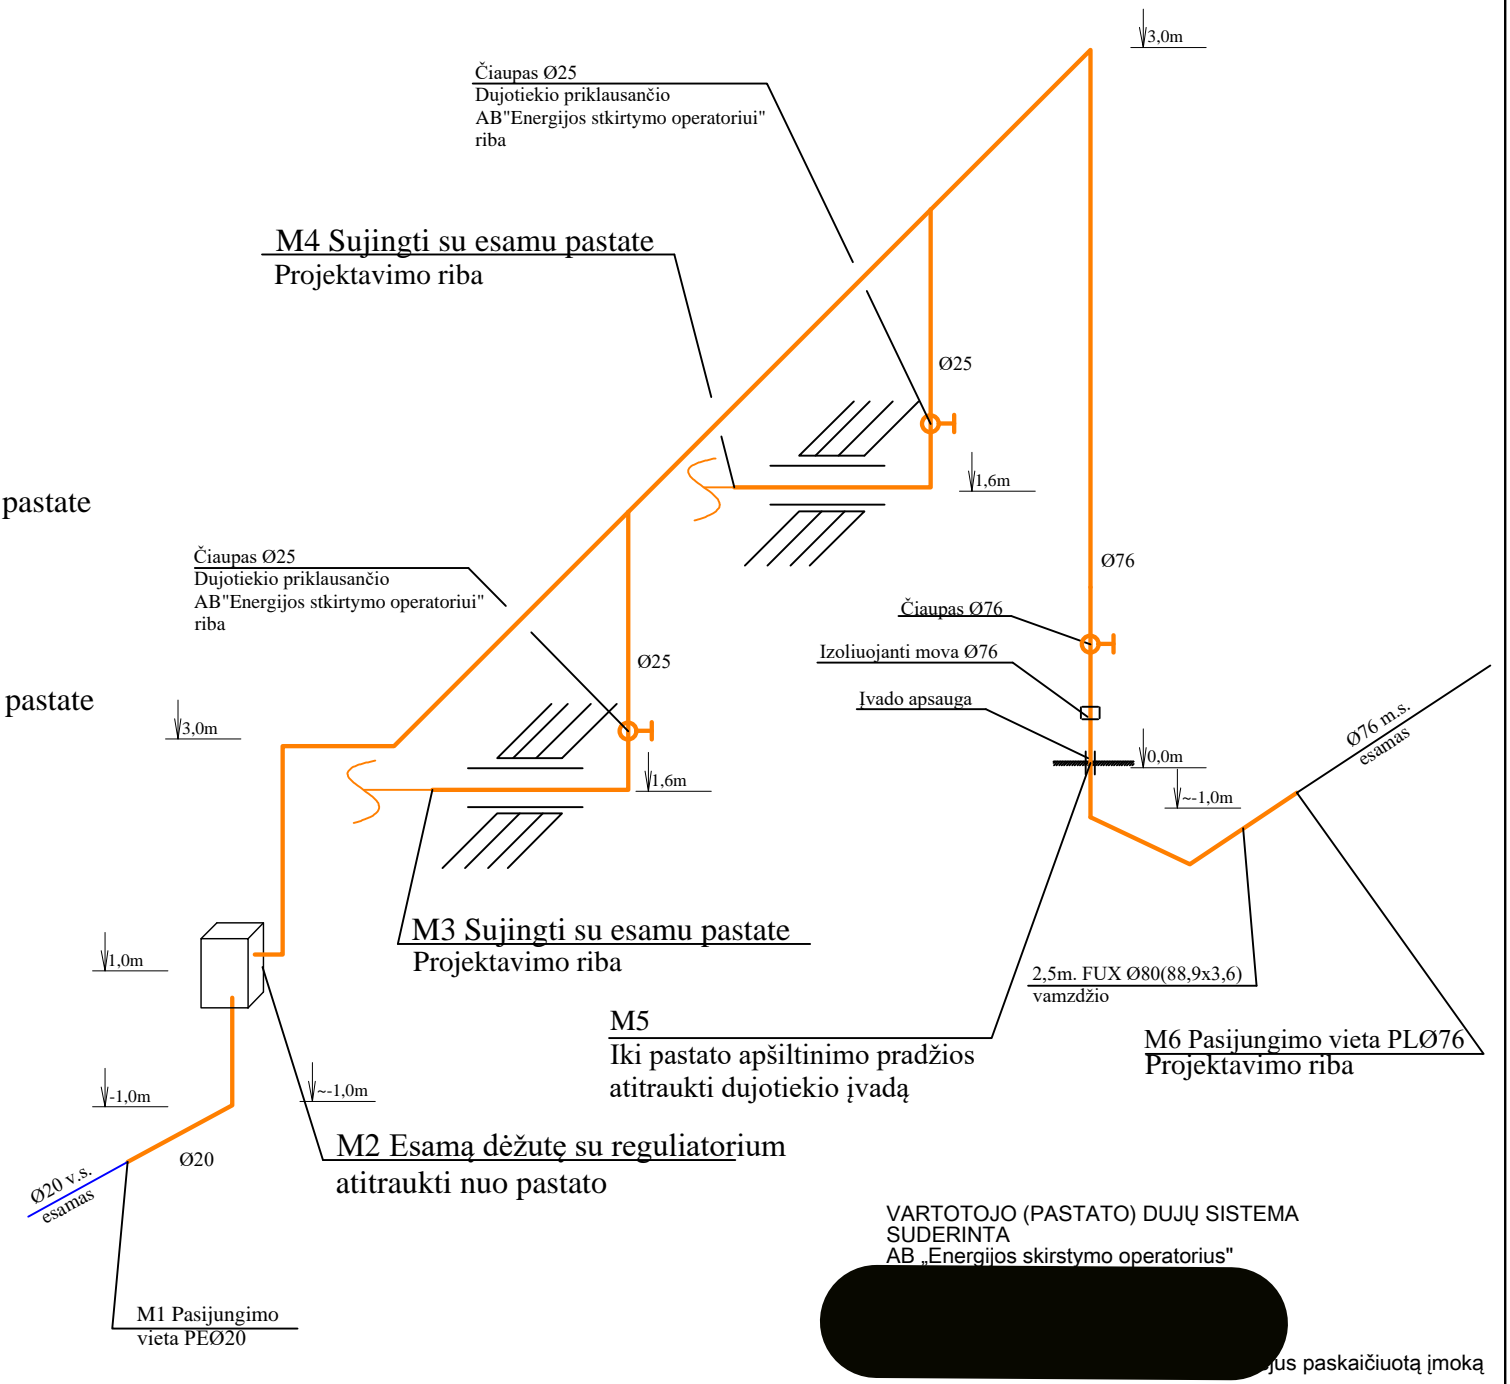 3,0m
Čiaupas Ø25
Dujotiekio priklausančio
AB"Energijos stkirtymo operatoriui"
riba
M4 Sujingti su esamu pastate
Projektavimo riba
Ø25
1,6m
pastate
Čiaupas Ø25
Dujotiekio priklausančio
AB"Energijos stkirtymo operatoriui"
riba
Ø76
Čiaupas Ø76
Izoliuojanti mova Ø76
Ø25
Ivado apsauga
pastate
3,0m
Ø76 m.s.
esamas
0,0m
1,6m
~-1,0m
M3 Sujingti su esamu pastate
Projektavimo riba
1,0m
2,5m. FUX Ø80(88,9x3,6)
vamzdžio
M5
Iki pastato apšiltinimo pradžios
atitraukti dujotiekio įvadą
M6 Pasijungimo vieta PLØ76
Projektavimo riba
-1,0m
~-1,0m
M2 Esamą dėžutę su reguliatorium
atitraukti nuo pastato
Ø20
Ø20 v.s.
esamas
VARTOTOJO (PASTATO) DUJŲ SISTEMA
SUDERINTA
AB „Energijos skirstymo operatorius"
M1 Pasijungimo
vieta PEØ20
paskaičiuotą įmoką